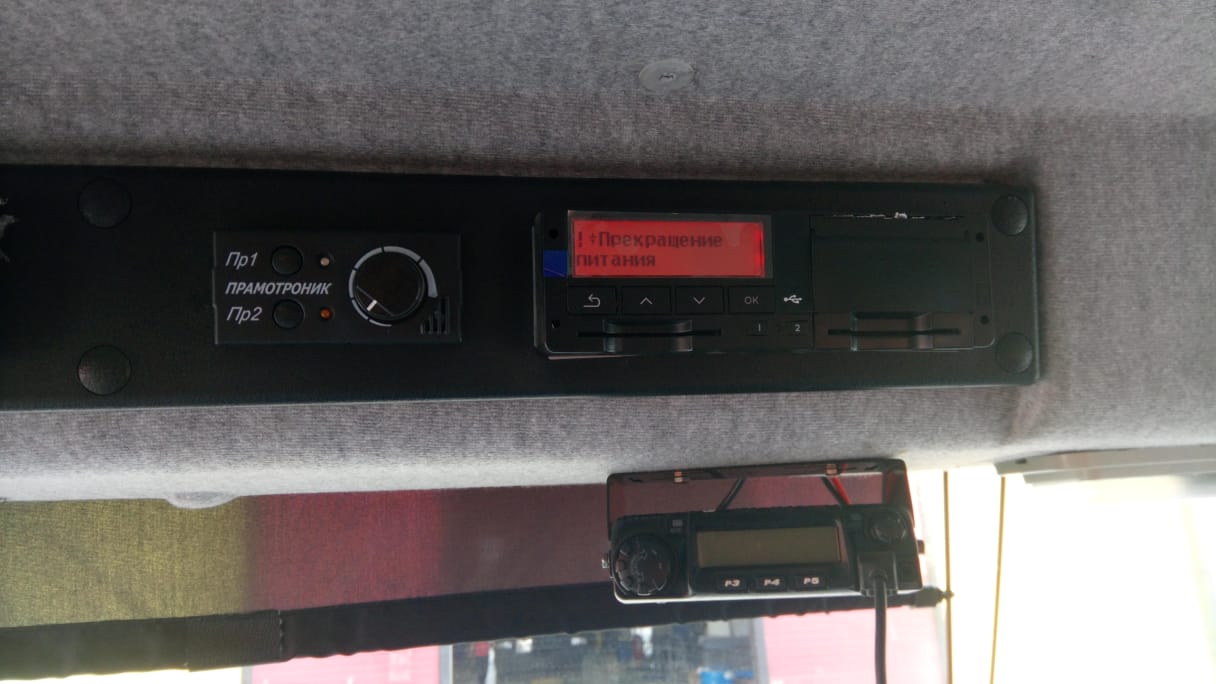 Пр1
ПРАМОТРОНИК
Пр2
!÷Прекращение
питания
OK
1
2
P3 P4 P5